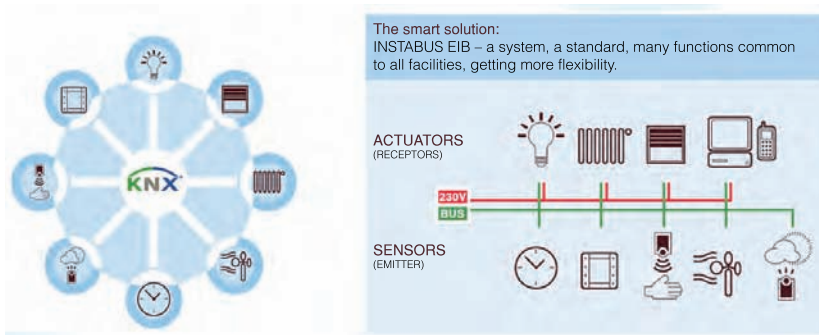 KNX
The smart solution:
INSTABUS EIB – a system, a standard, many functions common
to all facilities, getting more flexibility.
ACTUATORS
(RECEPTORS)
230V
BUS
SENSORS
(EMITTER)